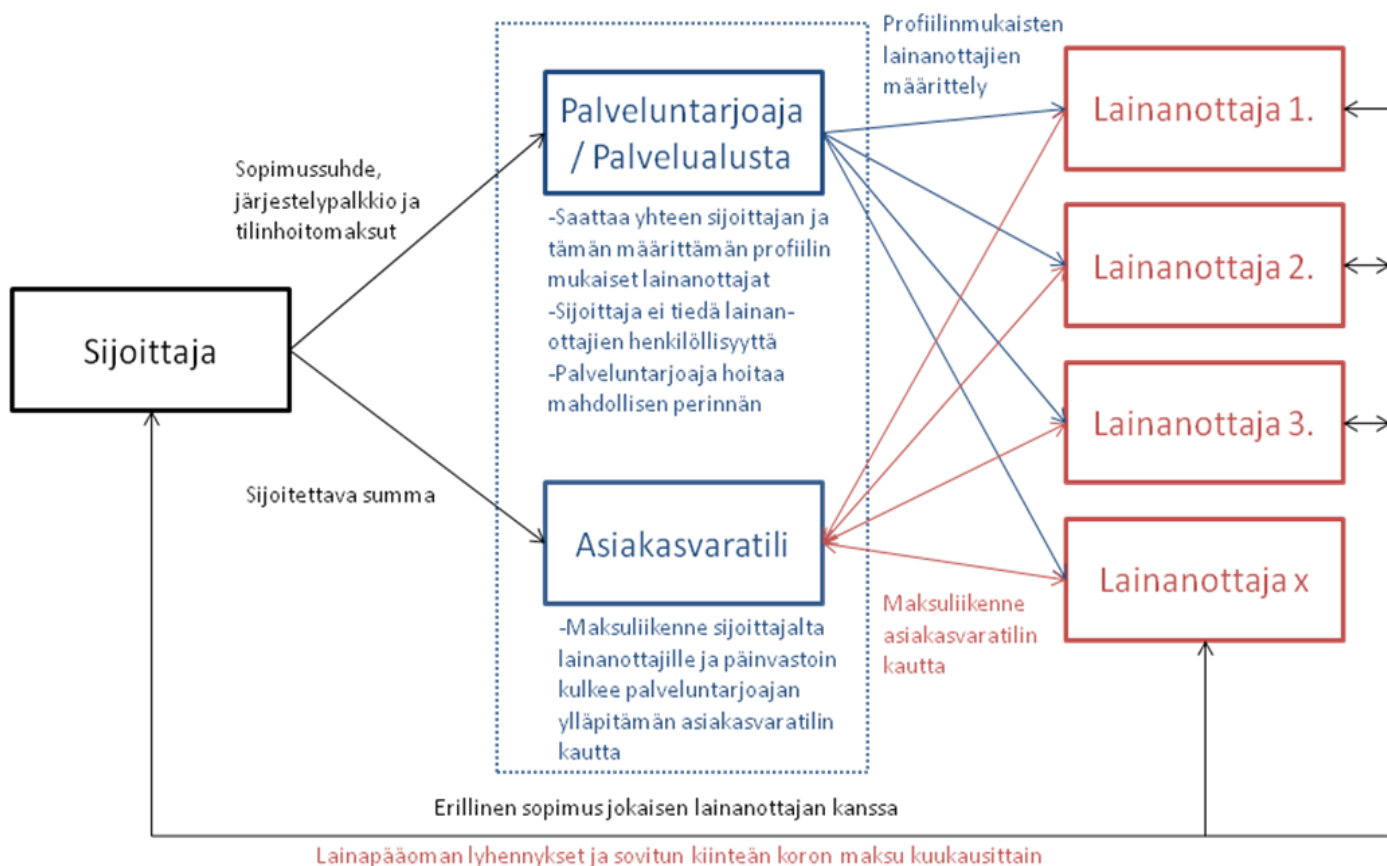 Sijoittaja
Sopimussuhde,
järjestelypalkkio ja
tilinhoitomaksut
Sijoitettava summa
Palveluntarjoaja
/ Palvelualusta
-Saattaa yhteen sijoittajan ja
tämän määrittämän profiilin
mukaiset lainanottajat
-Sijoittaja ei tiedä lainan-
ottajien henkilöllisyyttä
-Palveluntarjoaja hoitaa
mahdollisen perinnän
Asiakasvaratili
-Maksuliikenne sijoittajalta
lainanottajille ja päinvastoin
kulkee palveluntarjoajan
ylläpitämän asiakasvaratilin
kautta
Profiilinmukaisten
lainanottajien
määrittely
Lainanottaja 1.
Lainanottaja 2.
Lainanottaja 3.
Lainanottaja x
Maksuliikenne
asiakasvaratilin
kautta
Erillinen sopimus jokaisen lainanottajan kanssa
Lainapääoman lyhennykset ja sovitun kiinteän koron maksu kuukausittain